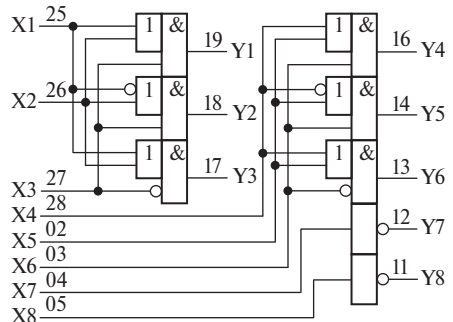 X1 25 1 & 19 Y1 1 & 16 Y4
X2 26 1 & 18 Y2 1 & 14 Y5
1 & 17 Y3 1 & 13 Y6
X3 27
X4 28 12 Y7
X5 02
X6 03 11 Y8
X7 04
X8 05